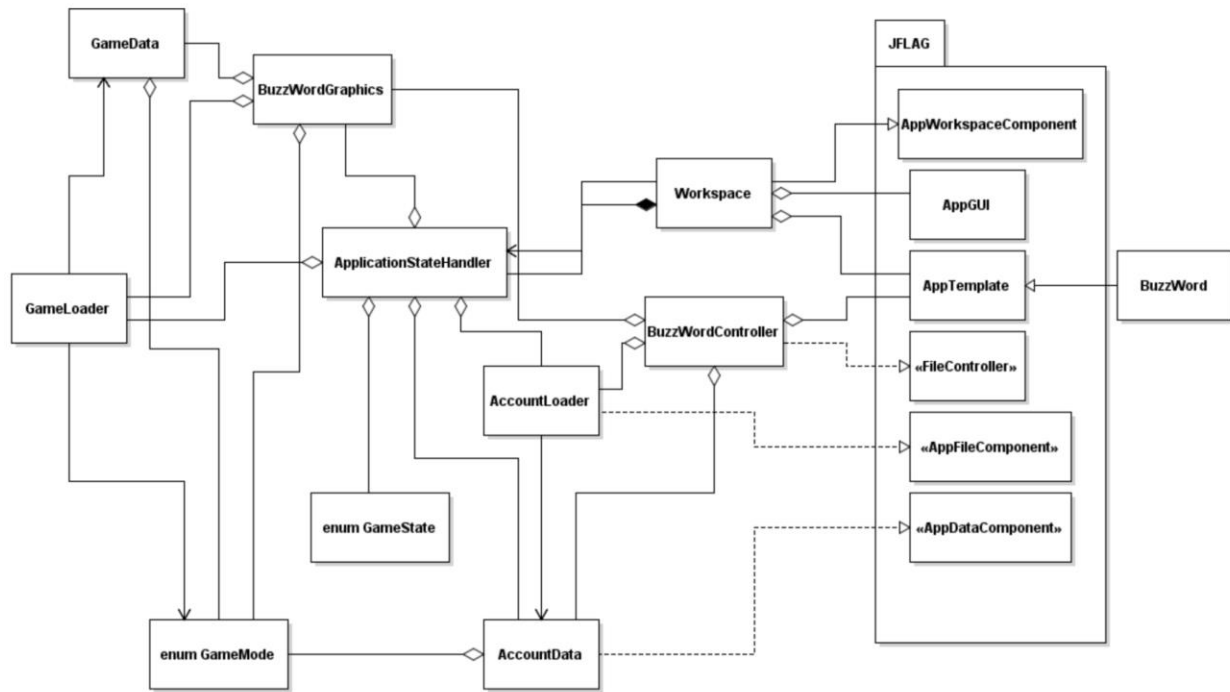 GameData
JFLAG
BuzzWordGraphics
AppWorkspaceComponent
Workspace
AppGUI
ApplicationStateHandler
GameLoader
AppTemplate
BuzzWord
BuzzWordController
«FileController»
AccountLoader
«AppFileComponent»
enum GameState
«AppDataComponent»
enum GameMode
AccountData